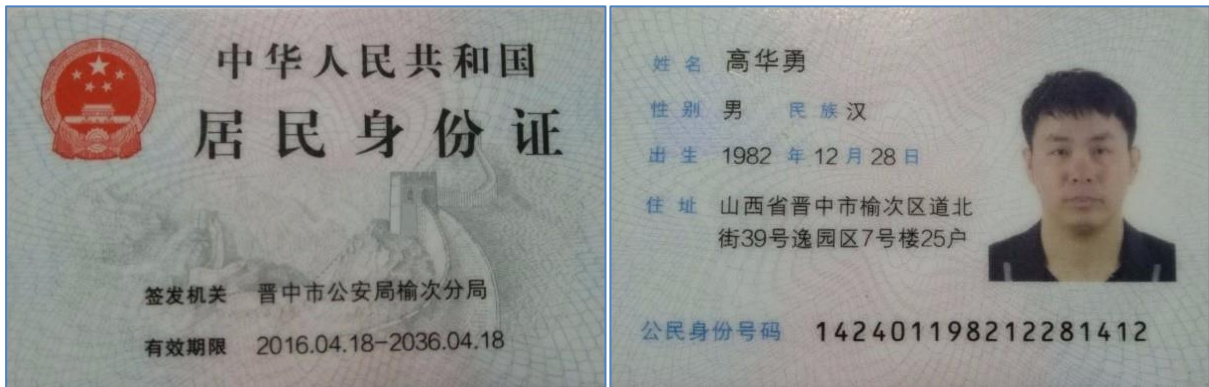 中华人民共和国
居民身份证
签发机关 晋中市公安局榆次分局
有效期限 2016.04.18-2036.04.18
姓名 高华勇
性别 男 民族 汉
出生 1982 年 12 月 28 日
住址 山西省晋中市榆次区道北
街39号逸园区7号楼25户
公民身份号码 142401198212281412